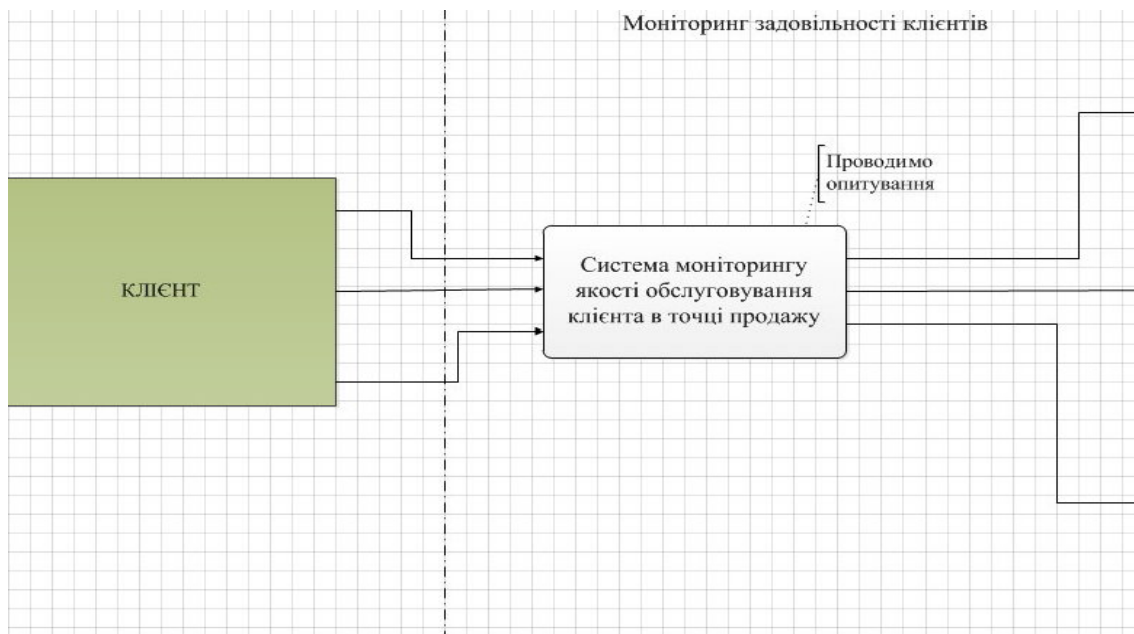 Моніторинг задовільності клієнтів
Проводимо
опитування
КЛІЄНТ
Система моніторингу
якості обслуговування
клієнта в точці продажу